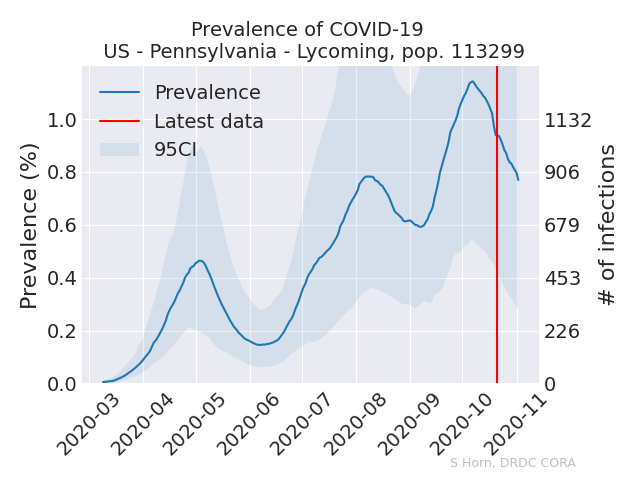 Prevalence of COVID-19
US - Pennsylvania - Lycoming, pop. 113299
Prevalence
Latest data
95CI
Prevalence (%)
1.0
0.8
0.6
0.4
0.2
0.0
1132
906
679
453
226
0
# of infections
2020-03
2020-04
2020-05
2020-06
2020-07
2020-08
2020-09
2020-10
2020-11
S Horn, DRDC CORA